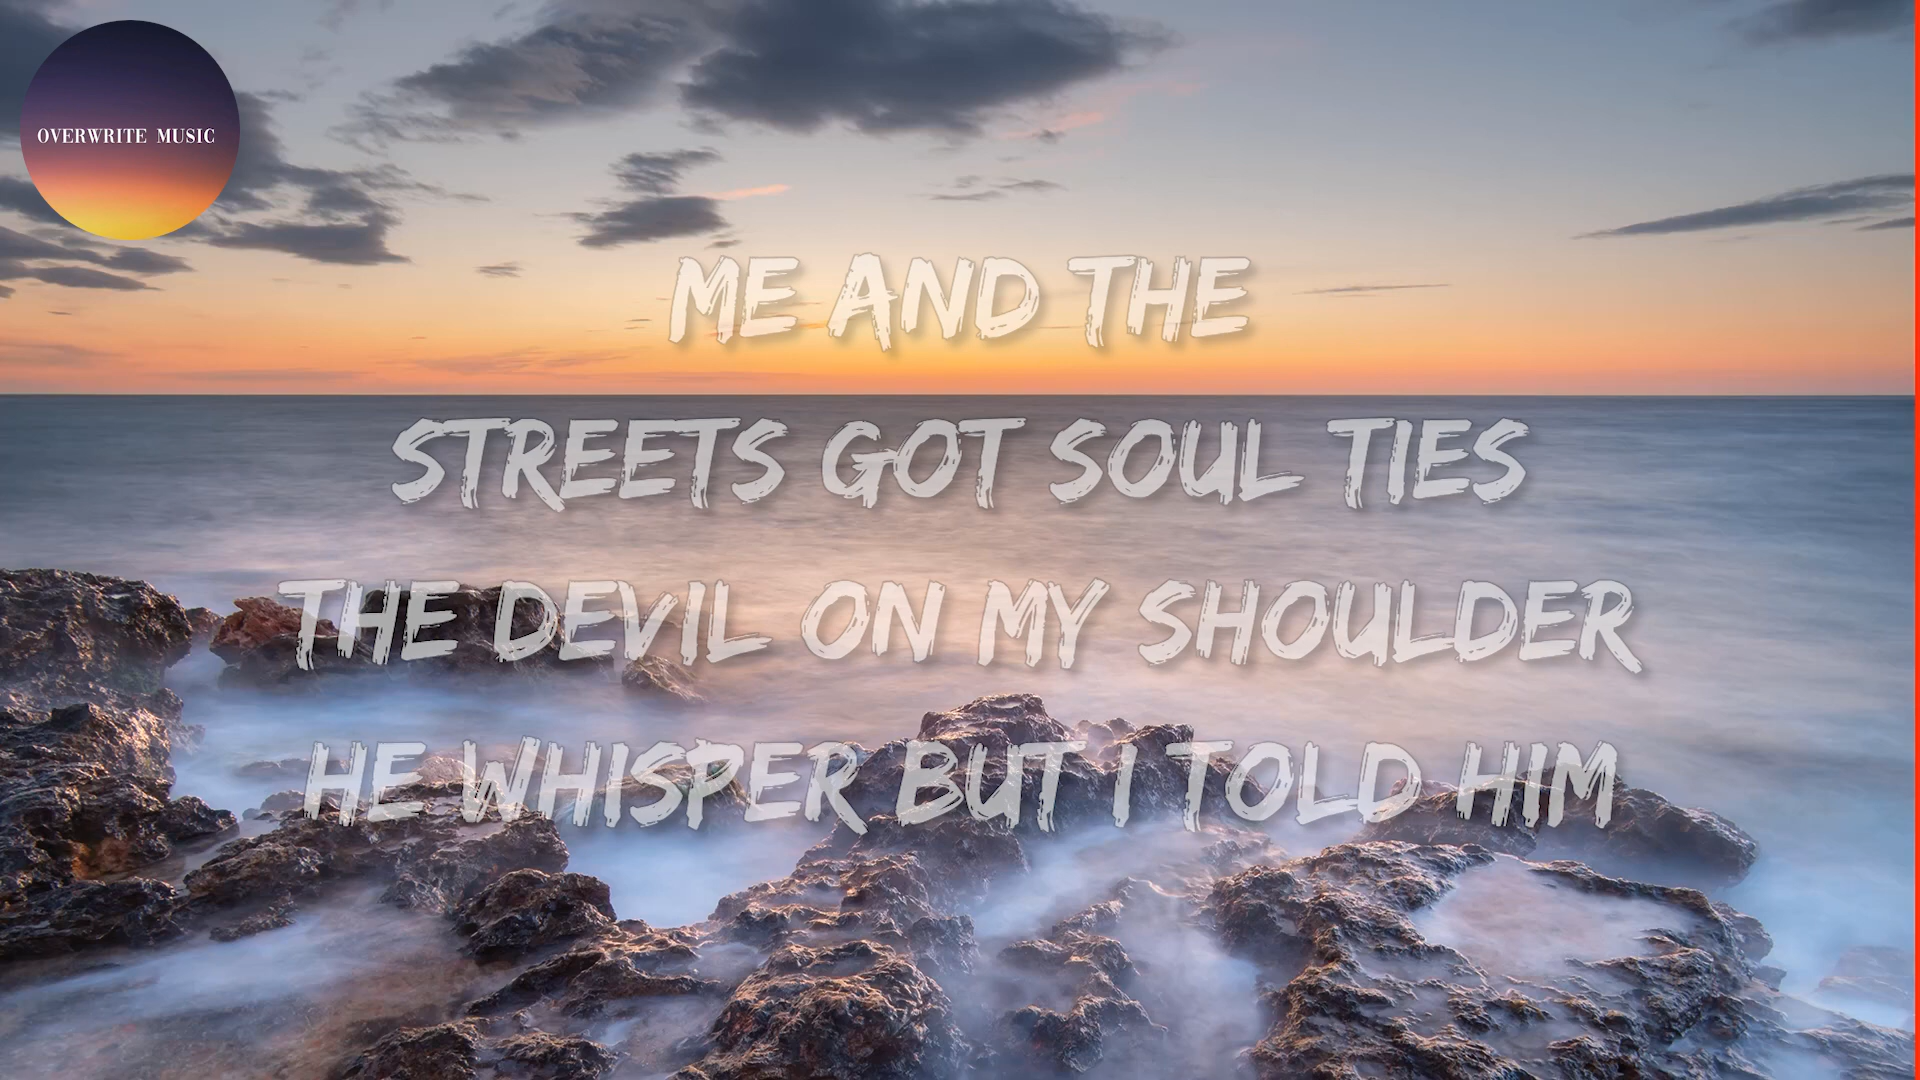 OVERWRITE MUSIC
ME AND THE
STREETS GOT SOUL TIES
THE DEVIL ON MY SHOULDER
HE WHISPER BUT I TOLD HIM